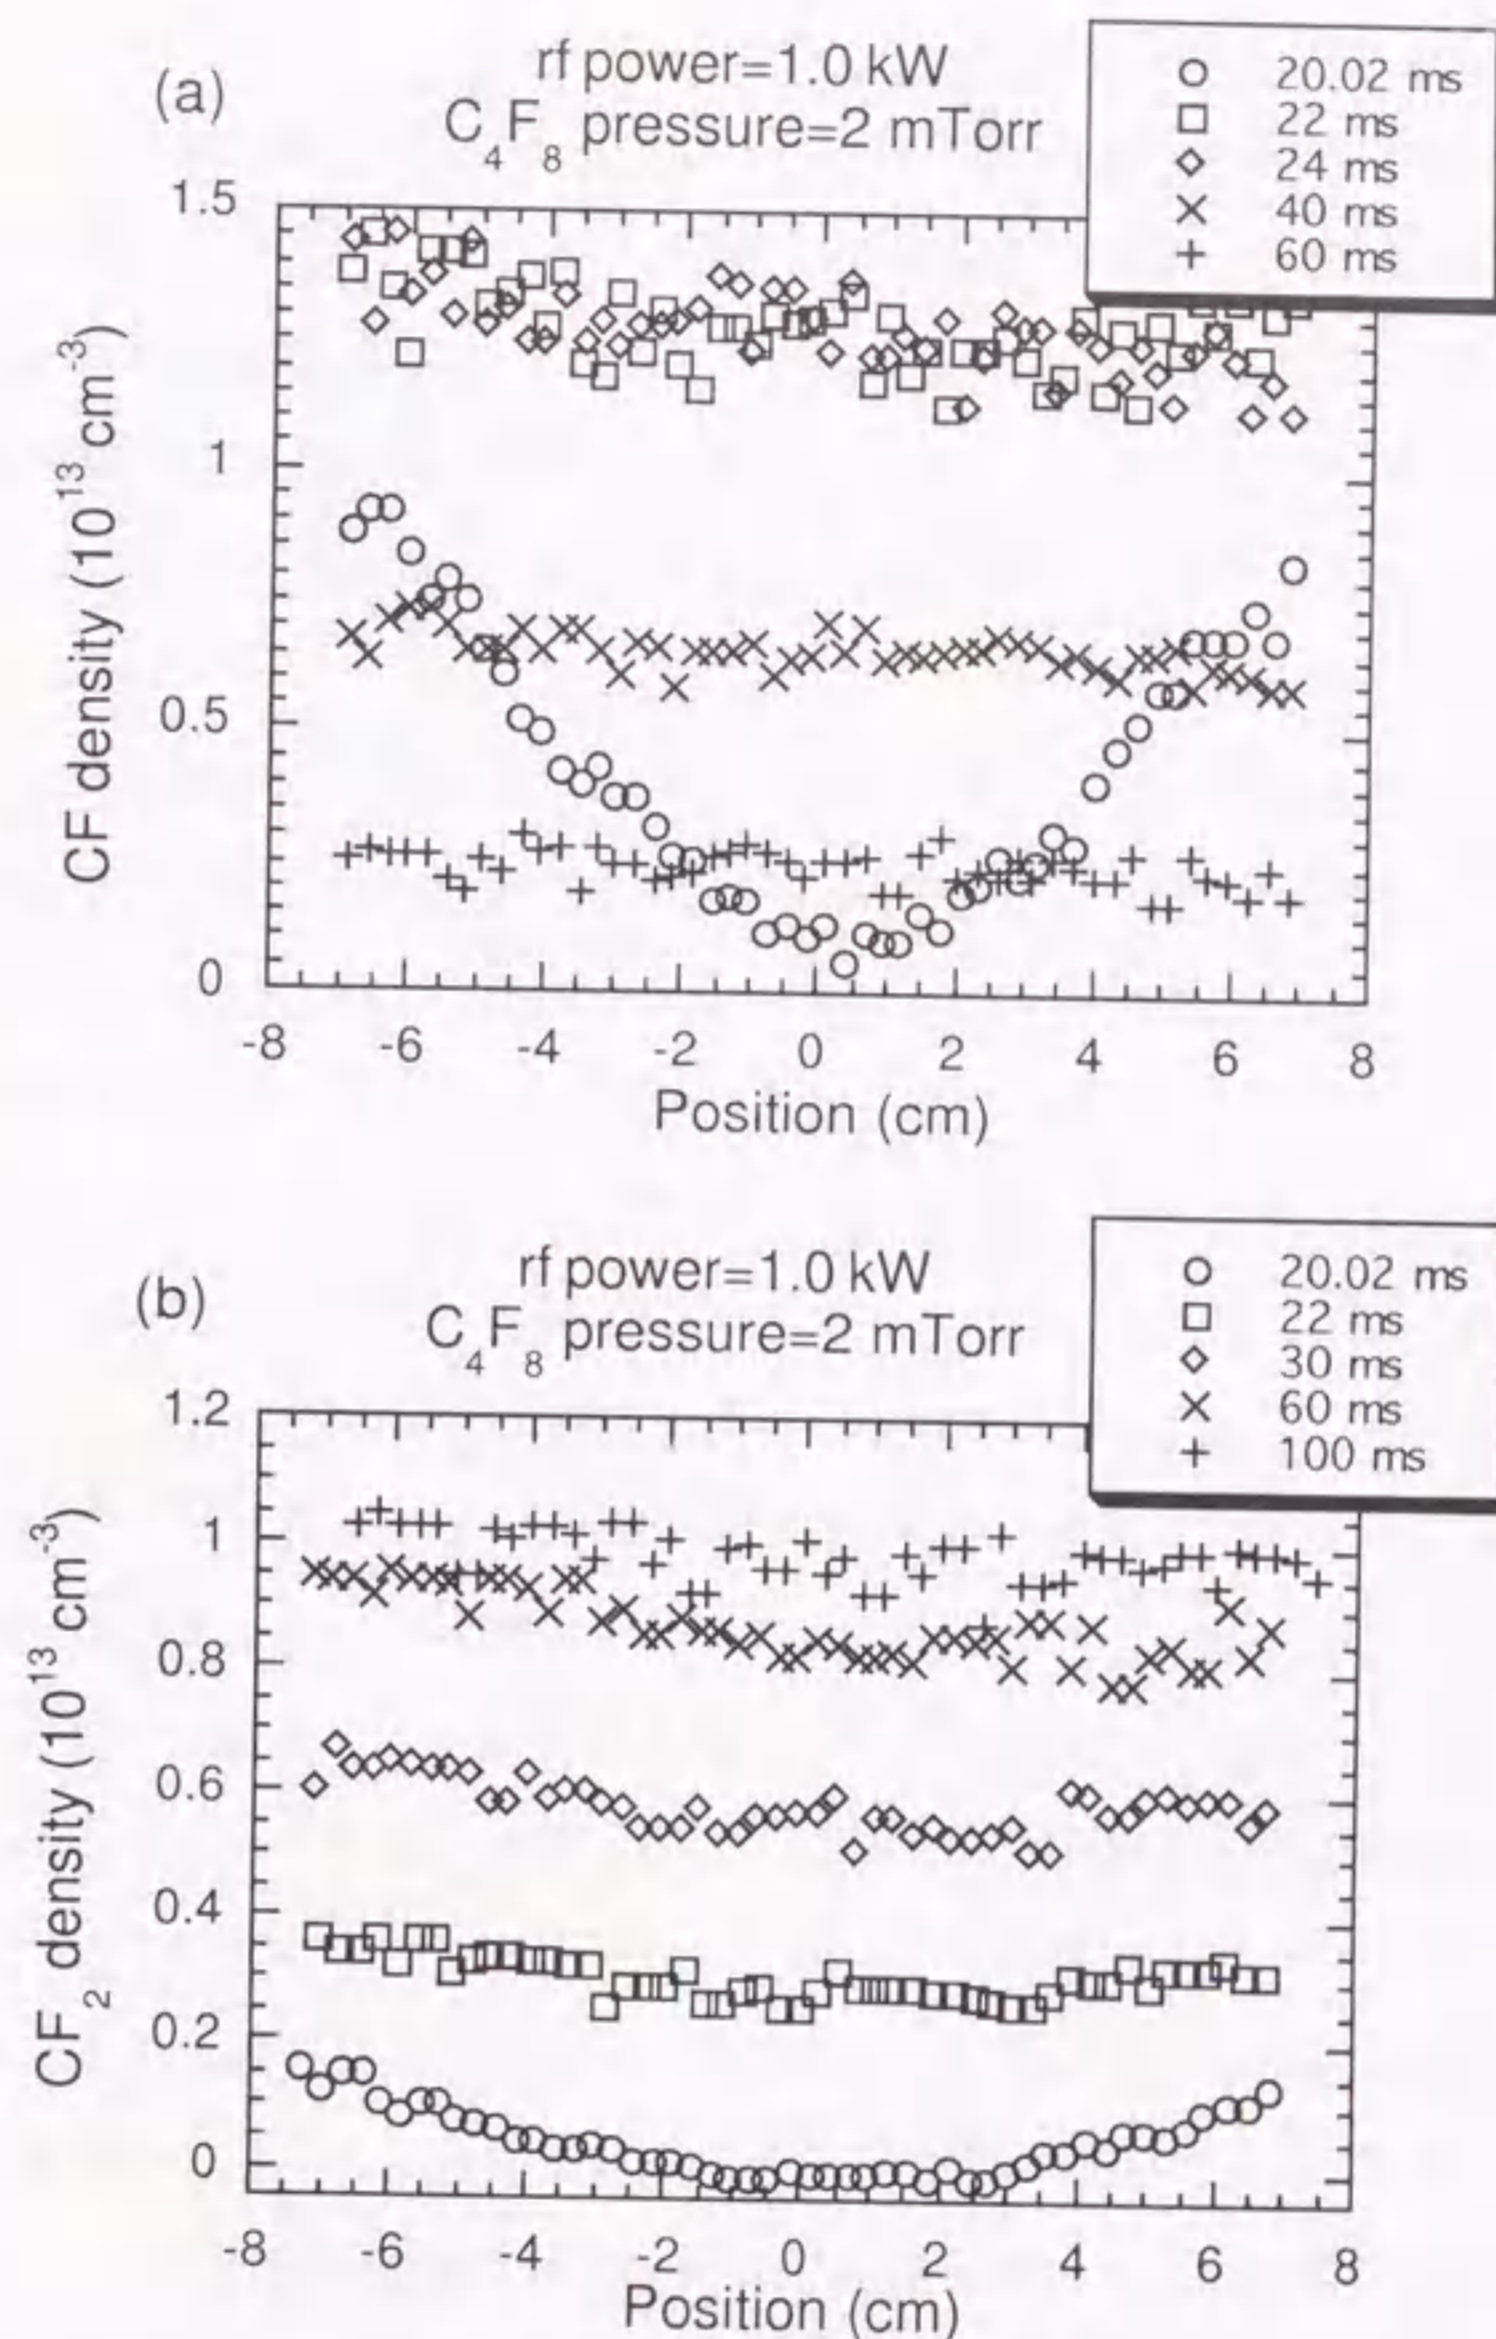 (a)
rf power=1.0 kW
C4F8 pressure=2 mTorr
20.02 ms
22 ms
24 ms
40 ms
60 ms
1.5
1
0.5
0
CF density (10^13 cm^-3)
-8 -6 -4 -2 0 2 4 6 8
Position (cm)
(b)
rf power=1.0 kW
C4F8 pressure=2 mTorr
20.02 ms
22 ms
30 ms
60 ms
100 ms
1.2
1
0.8
0.6
0.4
0.2
0
CF2 density (10^13 cm^-3)
-8 -6 -4 -2 0 2 4 6 8
Position (cm)